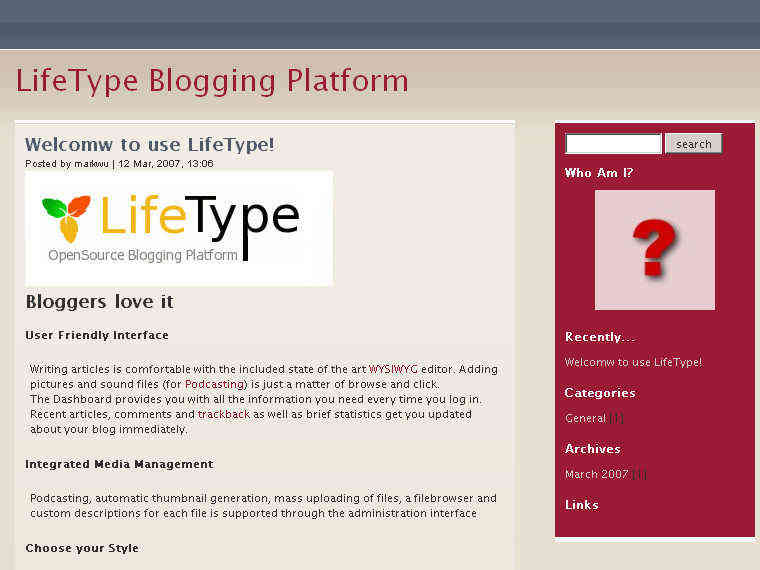 LifeType Blogging Platform
Welcomw to use LifeType!
Posted by markwu | 12 Mar, 2007, 13:06
LifeType
OpenSource Blogging Platform
Bloggers love it
User Friendly Interface
Writing articles is comfortable with the included state of the art WYSIWYG editor. Adding
pictures and sound files (for Podcasting) is just a matter of browse and click.
The Dashboard provides you with all the information you need every time you log in.
Recent articles, comments and trackback as well as brief statistics get you updated
about your blog immediately.
Integrated Media Management
Podcasting, automatic thumbnail generation, mass uploading of files, a filebrowser and
custom descriptions for each file is supported through the administration interface
Choose your Style
search
Who Am I?
?
Recently...
Welcomw to use LifeType!
Categories
General (1)
Archives
March 2007 (1)
Links